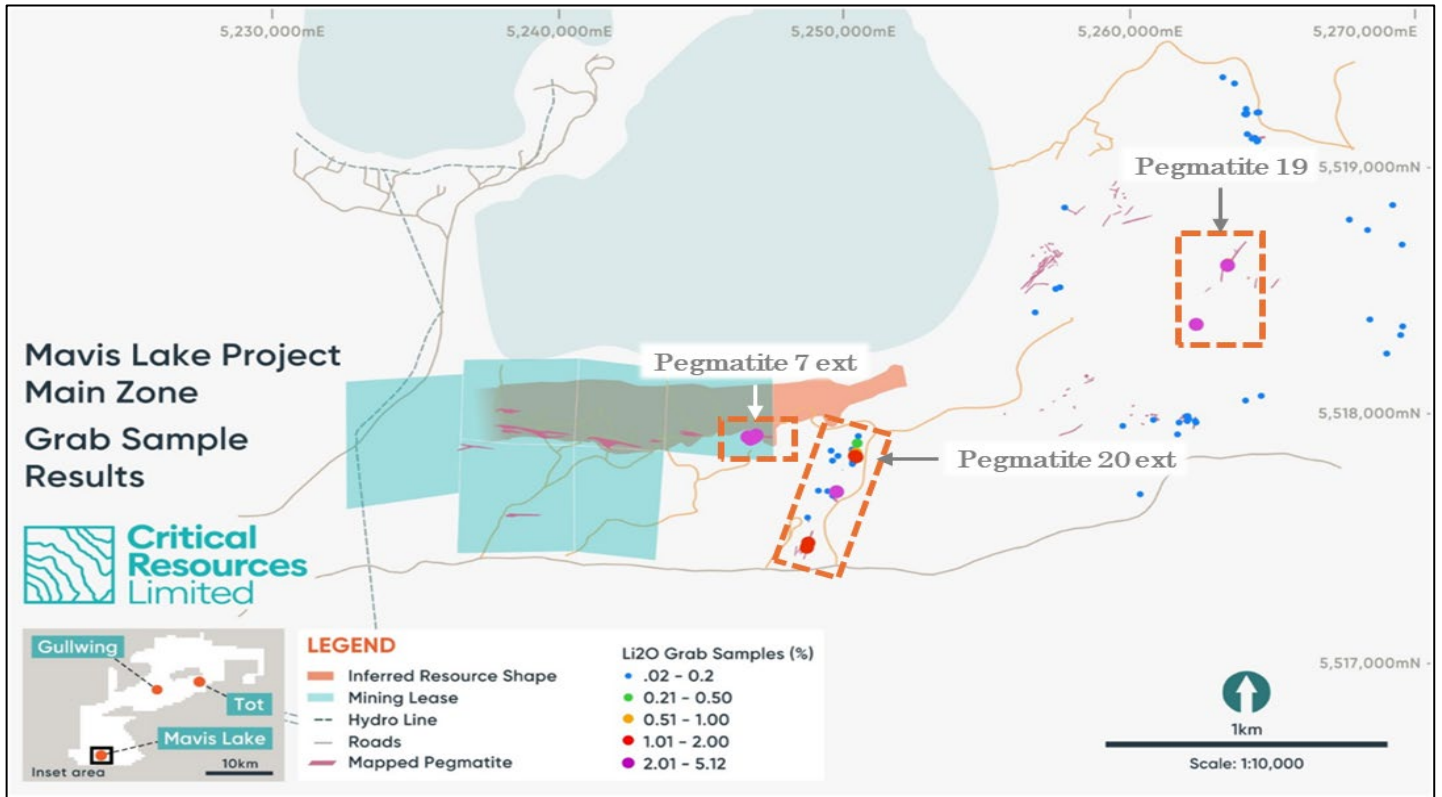 5,230,000mE
5,240,000mE
5,250,000mE
5,260,000mE
5,270,000mE
Pegmatite 19
5,519,000mN
Mavis Lake Project
Main Zone
Grab Sample
Results
Pegmatite 7 ext
5,518,000mN
Pegmatite 20 ext
Critical
Resources
Limited
Gullwing
Tot
Mavis Lake
Inset area
10km
LEGEND
Inferred Resource Shape
Mining Lease
Hydro Line
Roads
Mapped Pegmatite
Li2O Grab Samples (%)
.02 - 0.2
0.21 - 0.50
0.51 - 1.00
1.01 - 2.00
2.01 - 5.12
5,517,000mN
1km
Scale: 1:10,000